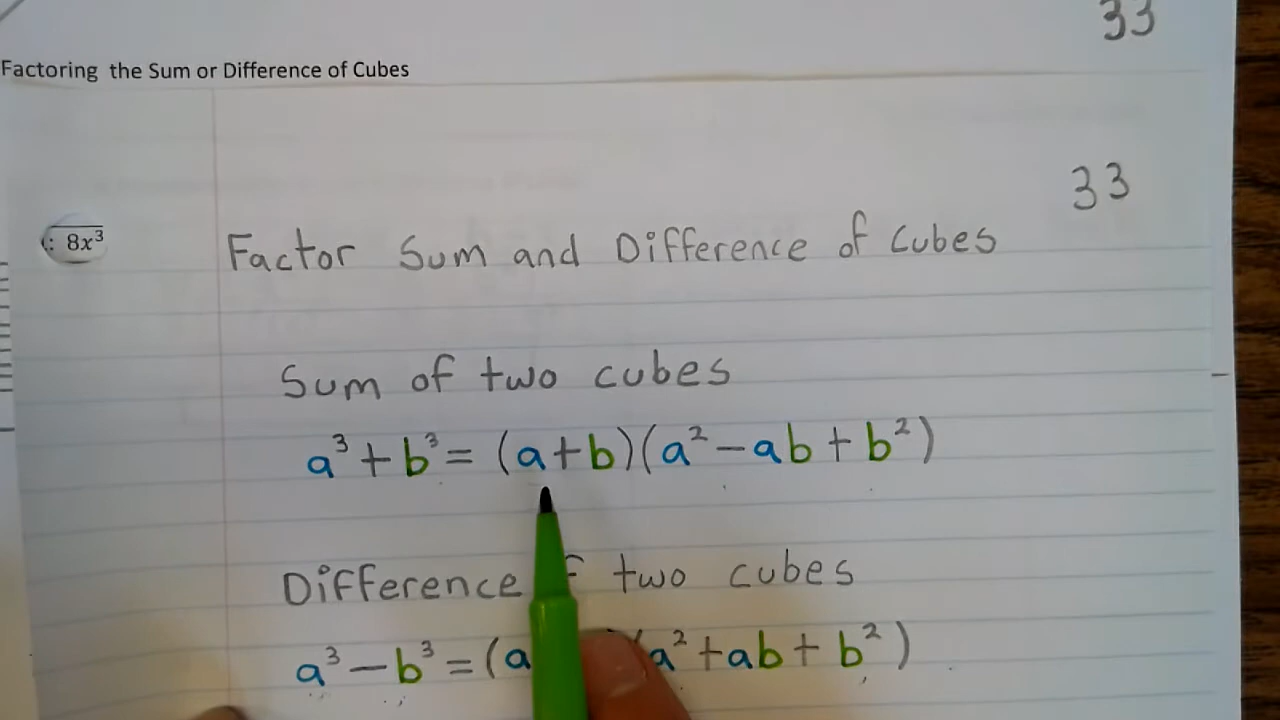 33
Factoring the Sum or Difference of Cubes
33
: 8x³
Factor Sum and Difference of Cubes
Sum of two cubes
a³ + b³ = (a + b)(a² − ab + b²)
Difference two cubes
a³ − b³ = (a a² + ab + b²)